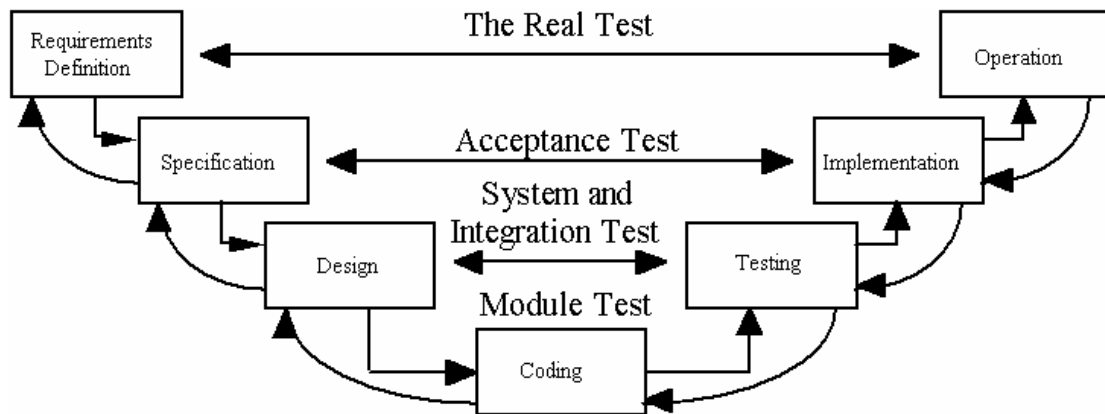 The Real Test
Requirements
Definition
Operation
Acceptance Test
Specification
Implementation
System and
Integration Test
Design
Testing
Module Test
Coding